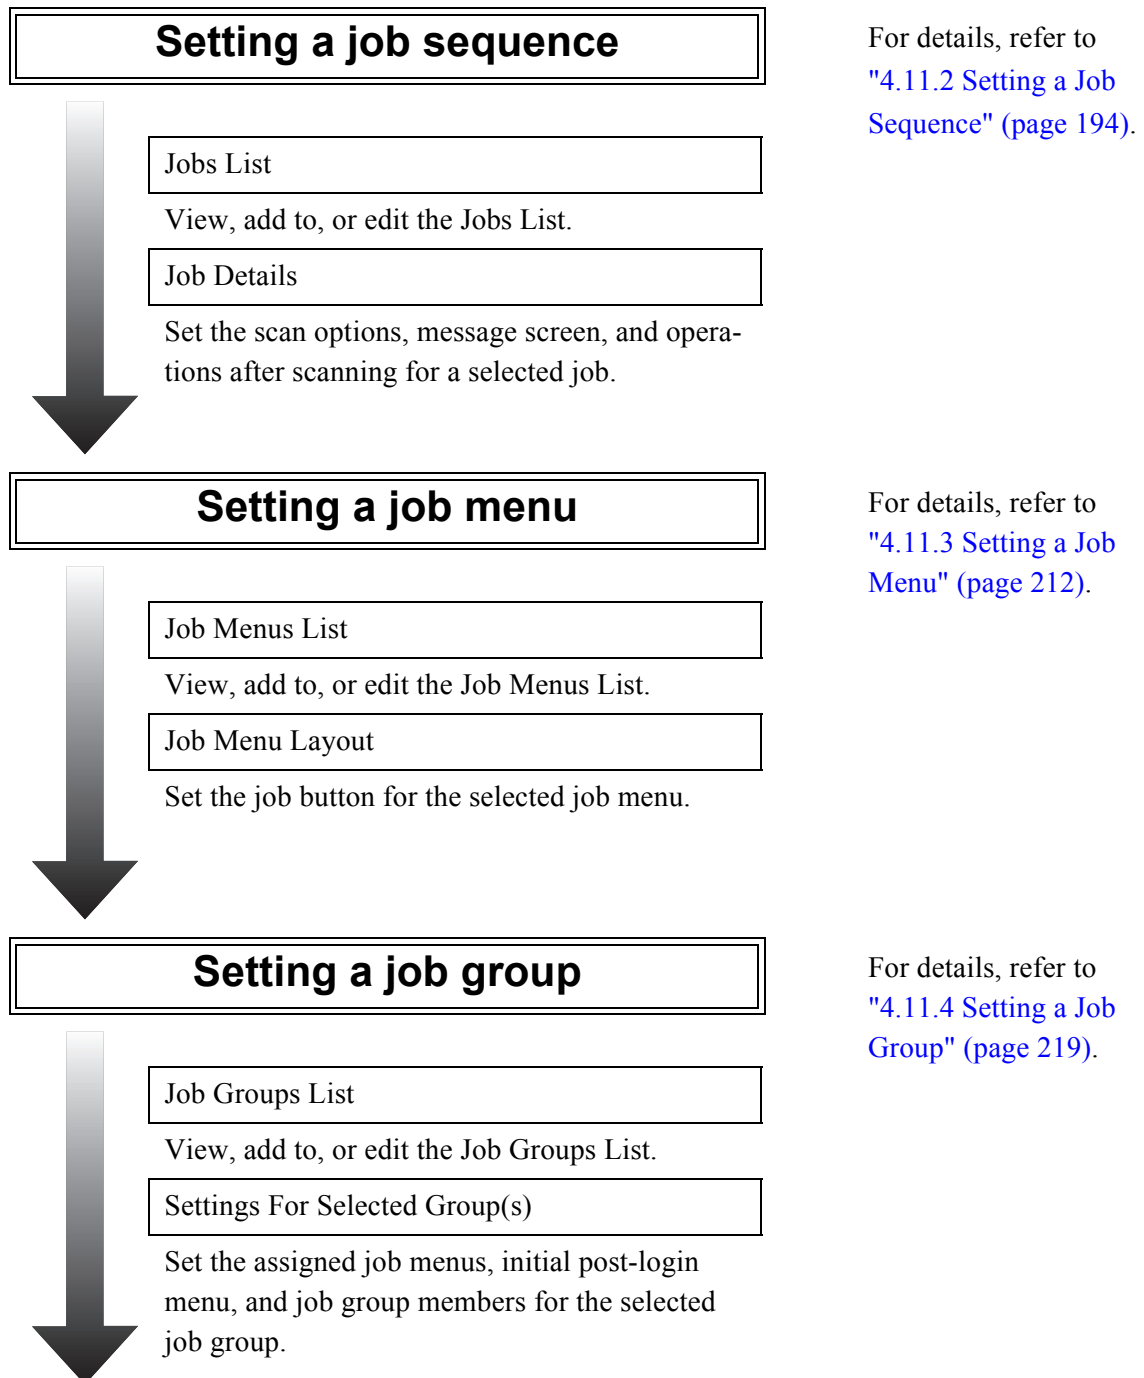 Setting a job sequence
For details, refer to
"4.11.2 Setting a Job
Sequence" (page 194).
Jobs List
View, add to, or edit the Jobs List.
Job Details
Set the scan options, message screen, and opera-
tions after scanning for a selected job.
Setting a job menu
For details, refer to
"4.11.3 Setting a Job
Menu" (page 212).
Job Menus List
View, add to, or edit the Job Menus List.
Job Menu Layout
Set the job button for the selected job menu.
Setting a job group
For details, refer to
"4.11.4 Setting a Job
Group" (page 219).
Job Groups List
View, add to, or edit the Job Groups List.
Settings For Selected Group(s)
Set the assigned job menus, initial post-login
menu, and job group members for the selected
job group.